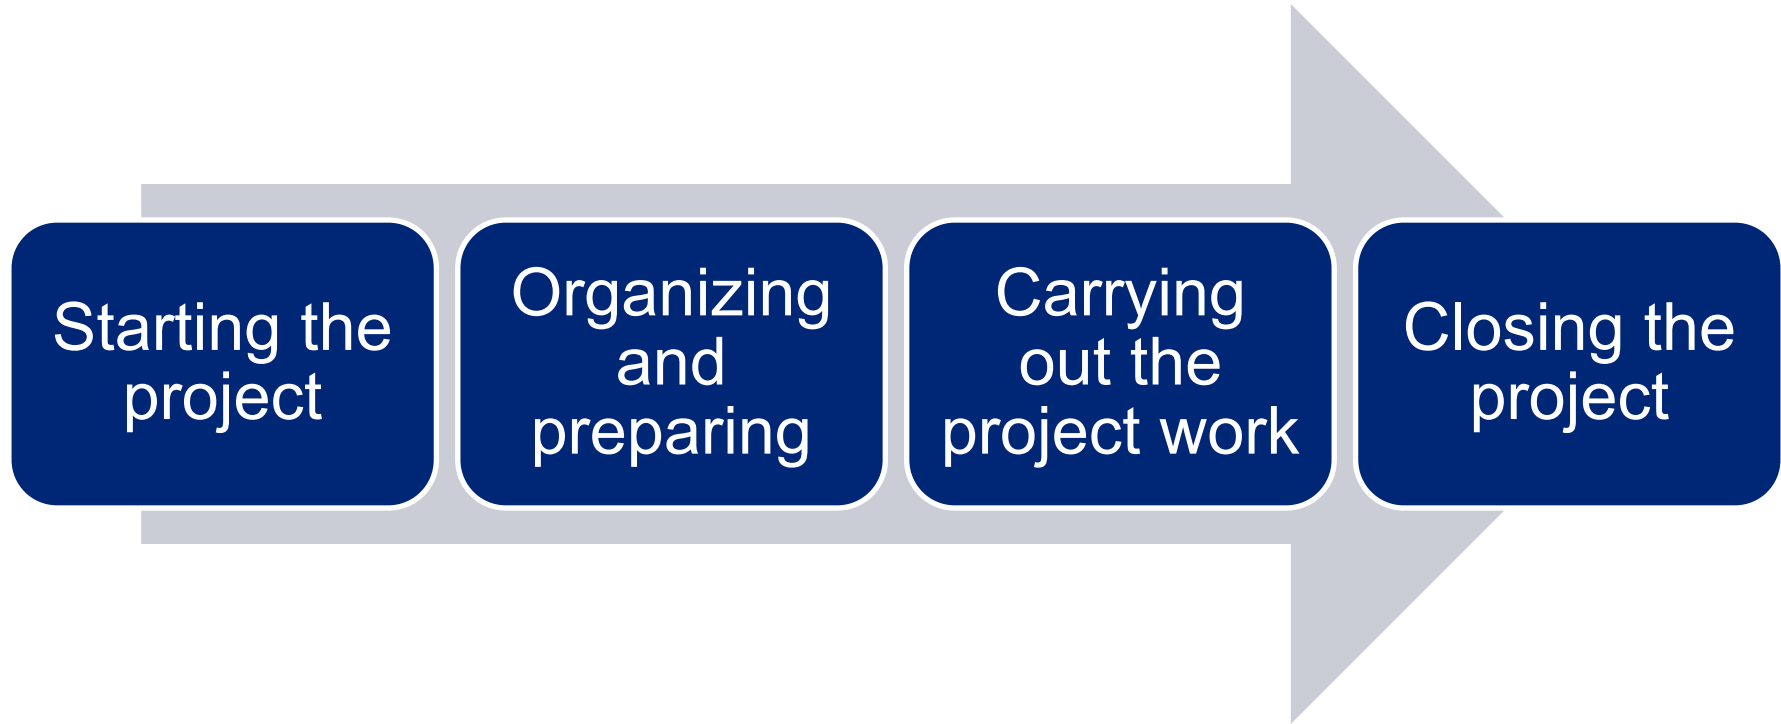 Starting the
project
Organizing
and
preparing
Carrying
out the
project work
Closing the
project